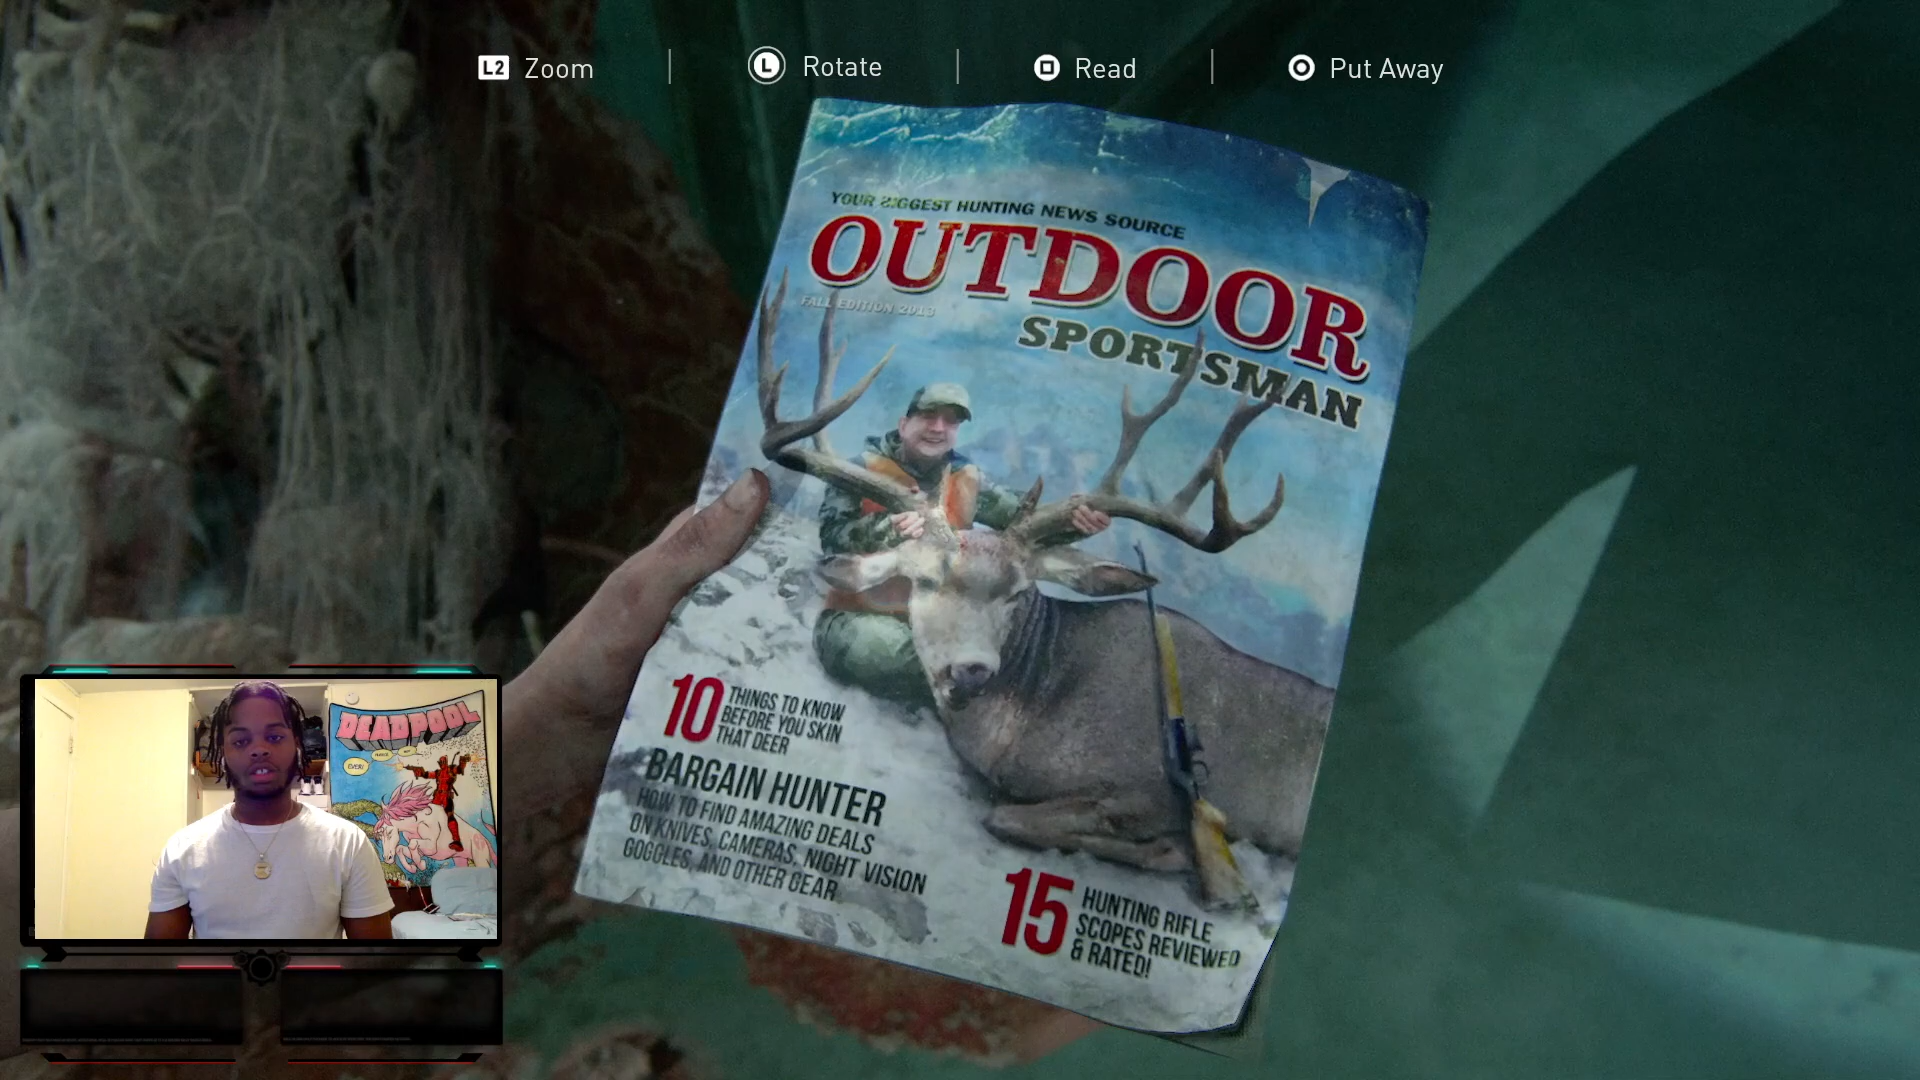 L2 Zoom
L Rotate
Read
Put Away
YOUR BIGGEST HUNTING NEWS SOURCE
OUTDOOR
SPORTSMAN
FALL EDITION 2013
10 THINGS TO KNOW
BEFORE YOU SKIN
THAT DEER
BARGAIN HUNTER
HOW TO FIND AMAZING DEALS
ON KNIVES, CAMERAS, NIGHT VISION
GOGGLES, AND OTHER GEAR
15 HUNTING RIFLE
SCOPES REVIEWED
& RATED!
DEADPOOL